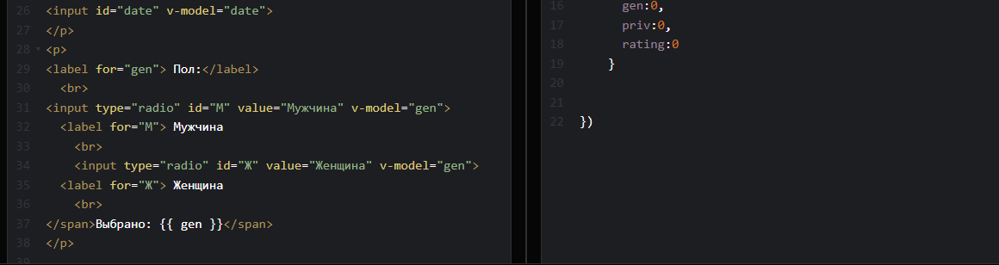 26 <input id="date" v-model="date">
27 </p>
28 <p>
29 <label for="gen"> Пол:</label>
30 <br>
31 <input type="radio" id="М" value="Мужчина" v-model="gen">
32 <label for="М"> Мужчина
33 <br>
34 <input type="radio" id="Ж" value="Женщина" v-model="gen">
35 <label for="Ж"> Женщина
36 <br>
37 </span>Выбрано: {{ gen }}</span>
38 </p>
39
16 gen:0,
17 priv:0,
18 rating:0
19 }
20
21
22 })